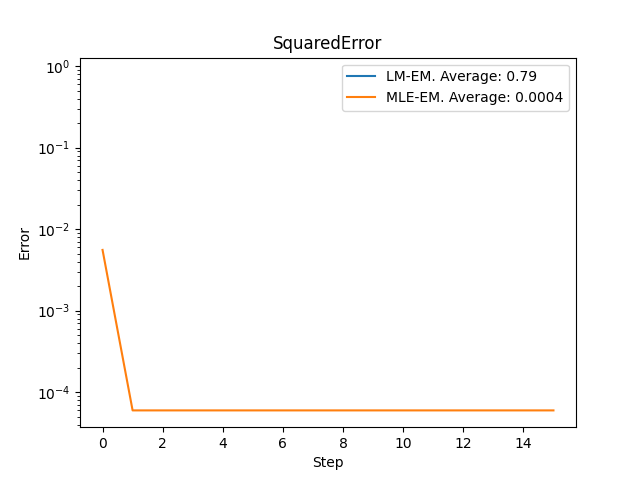 SquaredError
LM-EM. Average: 0.79
MLE-EM. Average: 0.0004
Error
10⁰
10⁻¹
10⁻²
10⁻³
10⁻⁴
0 2 4 6 8 10 12 14
Step